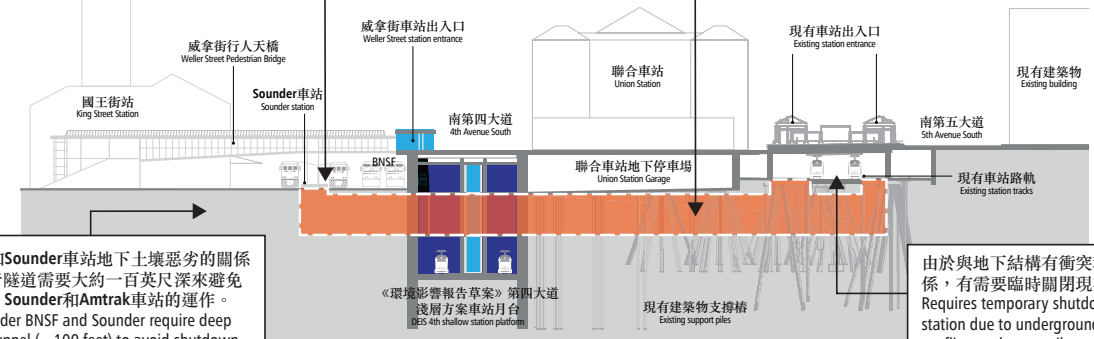 威拿街車站出入口
Weller Street station entrance
現有車站出入口
Existing station entrance
威拿街行人天橋
Weller Street Pedestrian Bridge
聯合車站
Union Station
現有建築物
Existing building
國王街站
King Street Station
Sounder車站
Sounder station
南第四大道
4th Avenue South
南第五大道
5th Avenue South
BNSF
聯合車站地下停車場
Union Station Garage
現有車站路軌
Existing station tracks
Sounder車站地下土壤惡劣的關係
隧道需要大約一百英尺深來避免
Sounder和Amtrak車站的運作。
der BNSF and Sounder require deep
nnel (~100 feet) to avoid shutdown
《環境影響報告草案》第四大道
淺層方案車站月台
DEIS 4th shallow station platform
現有建築物支撐樁
Existing support piles
由於與地下結構有衝突
係，有需要臨時關閉現
Requires temporary shutdo
station due to underground